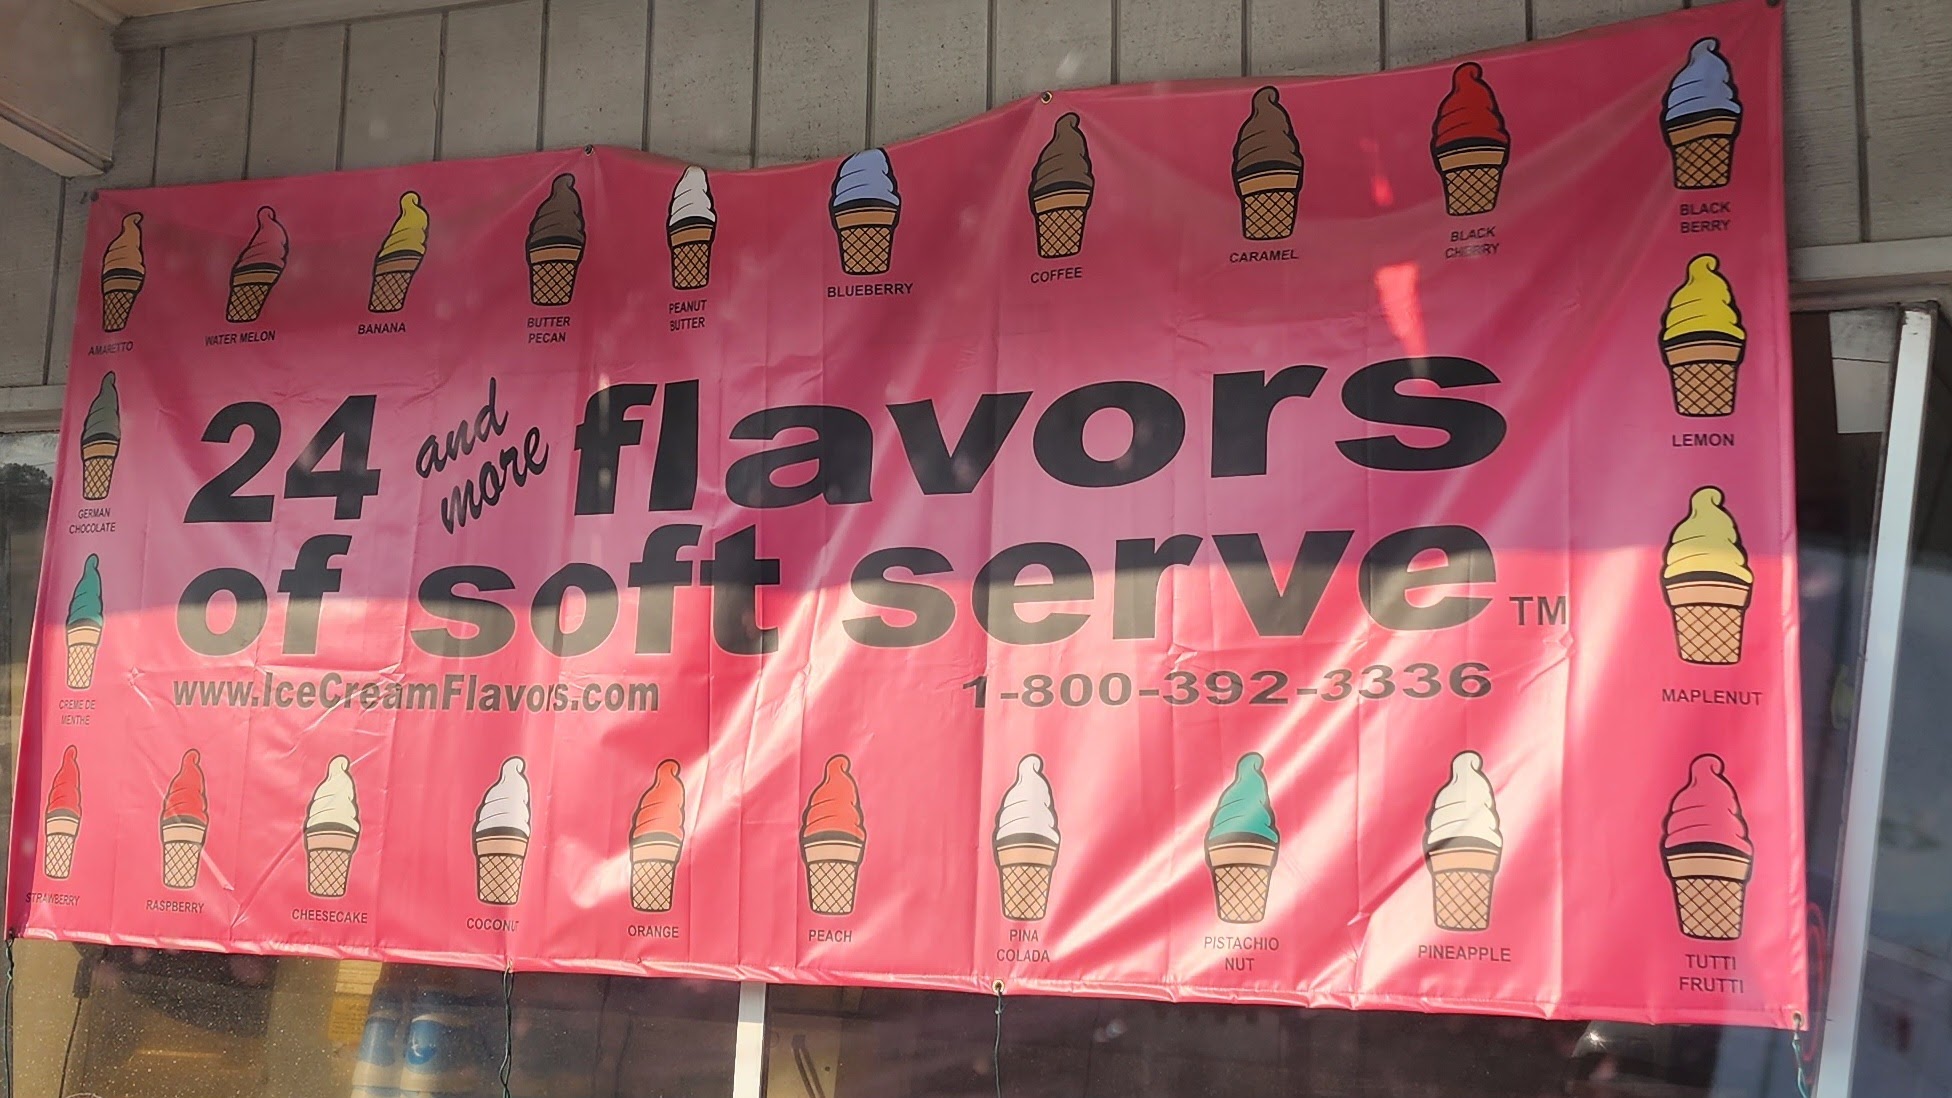 AMARETTO
WATER MELON
BANANA
BUTTER
PECAN
PEANUT
BUTTER
BLUEBERRY
COFFEE
CARAMEL
BLACK
CHERRY
BLACK
BERRY
GERMAN
CHOCOLATE
LEMON
24 and more flavors
of soft serve TM
CREME DE
MENTHE
MAPLENUT
www.IceCreamFlavors.com
1-800-392-3336
STRAWBERRY
RASPBERRY
CHEESECAKE
COCONUT
ORANGE
PEACH
PINA
COLADA
PISTACHIO
NUT
PINEAPPLE
TUTTI
FRUTTI